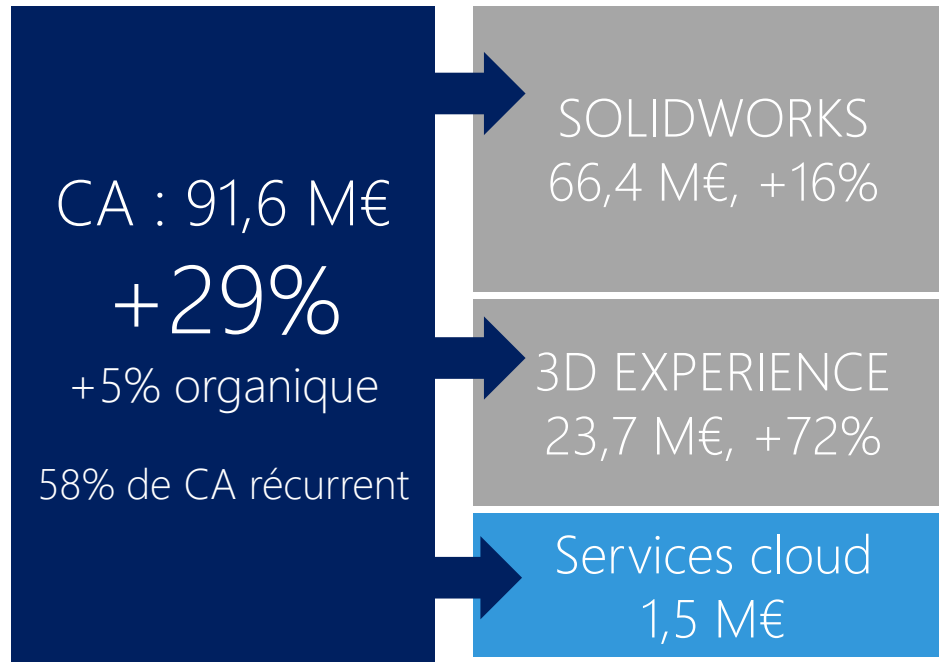 CA : 91,6 M€
+29%
+5% organique
58% de CA récurrent
SOLIDWORKS
66,4 M€, +16%
3D EXPERIENCE
23,7 M€, +72%
Services cloud
1,5 M€